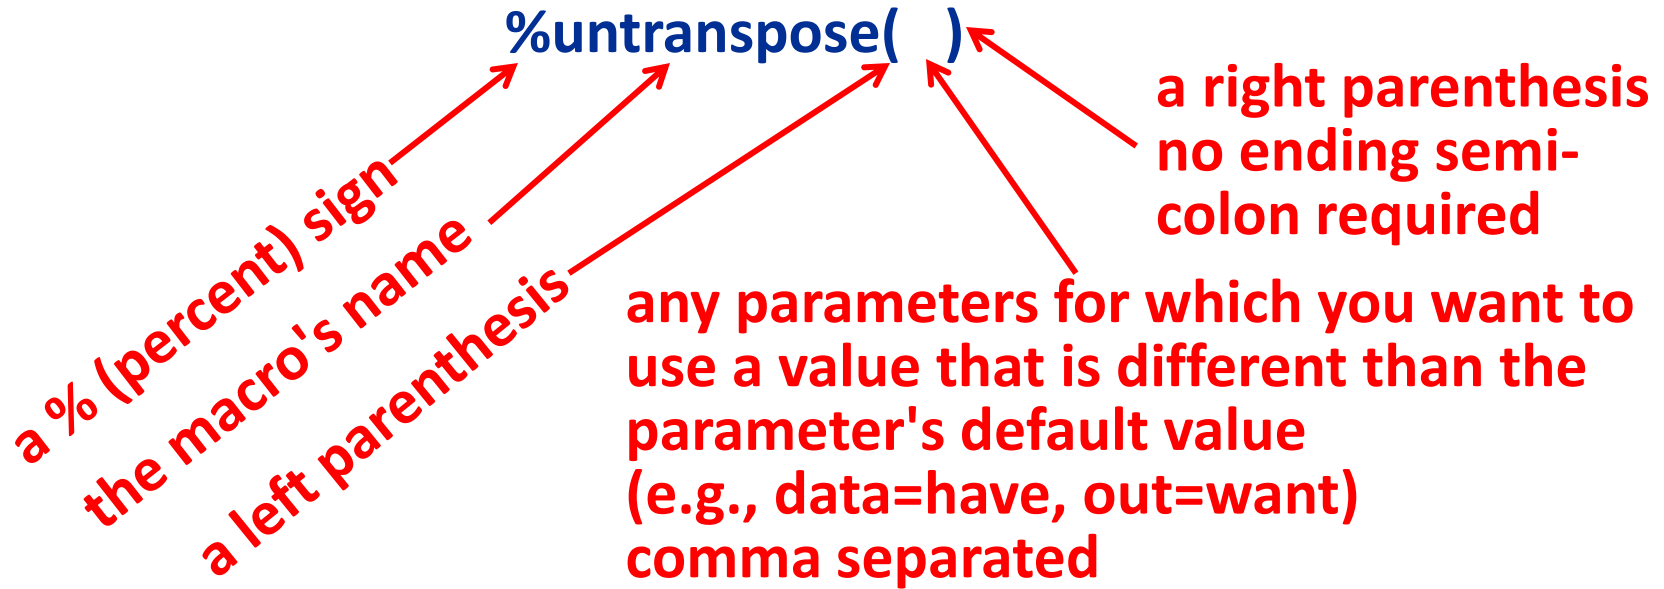 %untranspose( )
a % (percent) sign
the macro's name
a left parenthesis
a right parenthesis
no ending semi-
colon required
any parameters for which you want to
use a value that is different than the
parameter's default value
(e.g., data=have, out=want)
comma separated